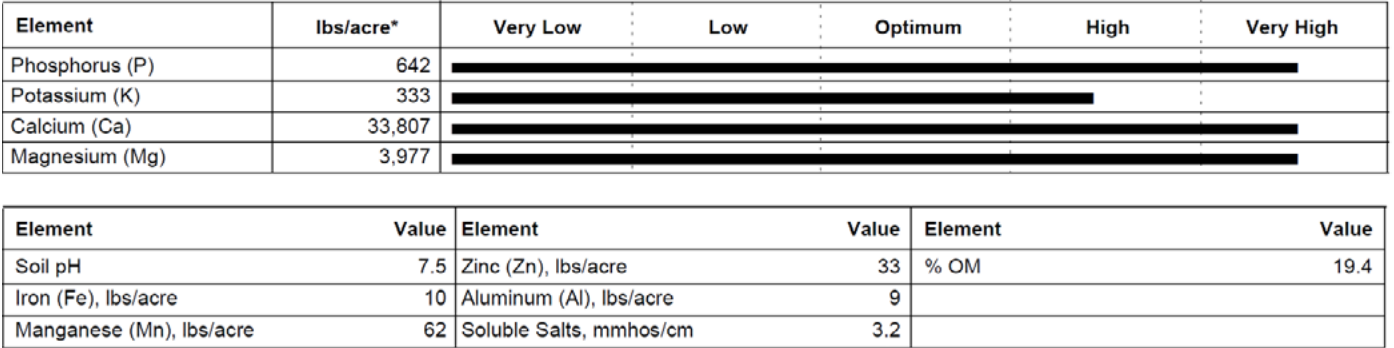 Element lbs/acre* Very Low Low Optimum High Very High
Phosphorus (P) 642
Potassium (K) 333
Calcium (Ca) 33,807
Magnesium (Mg) 3,977
Element Value Element Value Element Value
Soil pH 7.5 Zinc (Zn), lbs/acre 33 % OM 19.4
Iron (Fe), lbs/acre 10 Aluminum (Al), lbs/acre 9
Manganese (Mn), lbs/acre 62 Soluble Salts, mmhos/cm 3.2